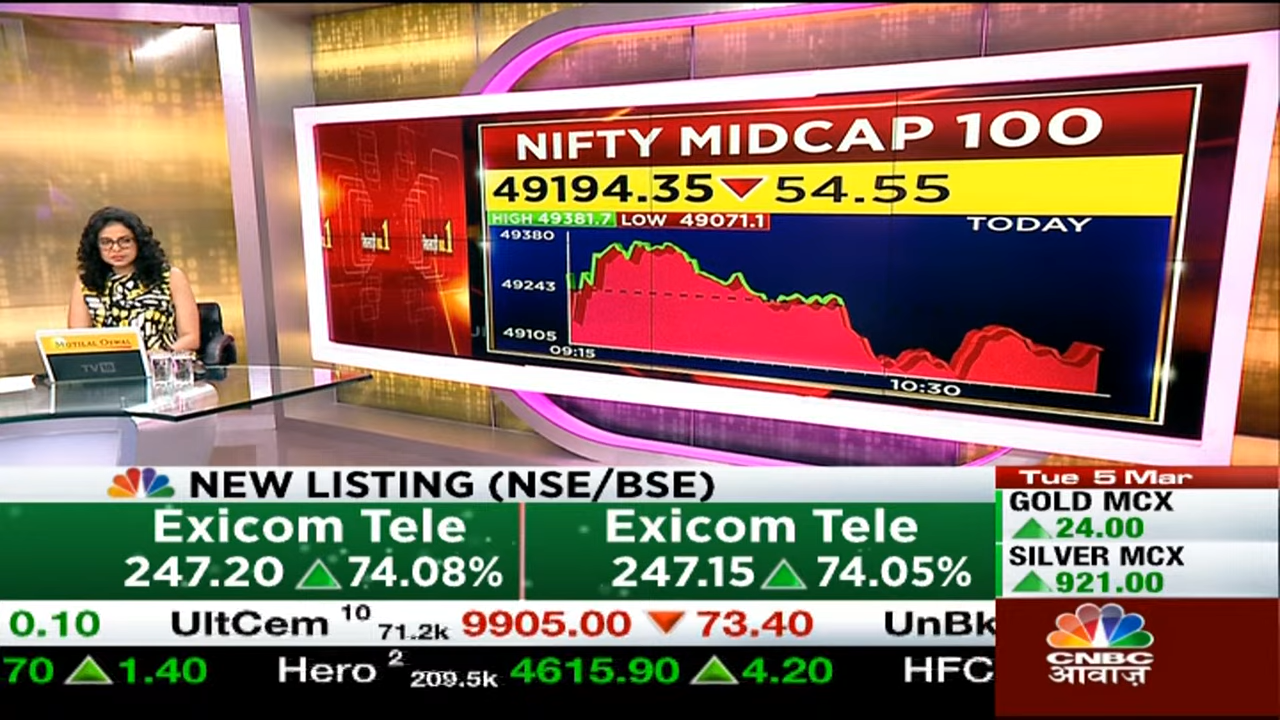 NIFTY MIDCAP 100
49194.35 ▼ 54.55
HIGH 49381.7 LOW 49071.1
TODAY
49380
49243
49105
09:15
10:30
MOTILAL OSWAL
TV18
NEW LISTING (NSE/BSE)
Exicom Tele
247.20 ▲ 74.08%
Exicom Tele
247.15 ▲ 74.05%
Tue 5 Mar
GOLD MCX
▲ 24.00
SILVER MCX
▲ 921.00
0.10 UltCem 10 71.2k 9905.00 ▼ 73.40 UnBk
70 ▲ 1.40 Hero 2 209.5k 4615.90 ▲ 4.20 HFC
CNBC
आवाज़